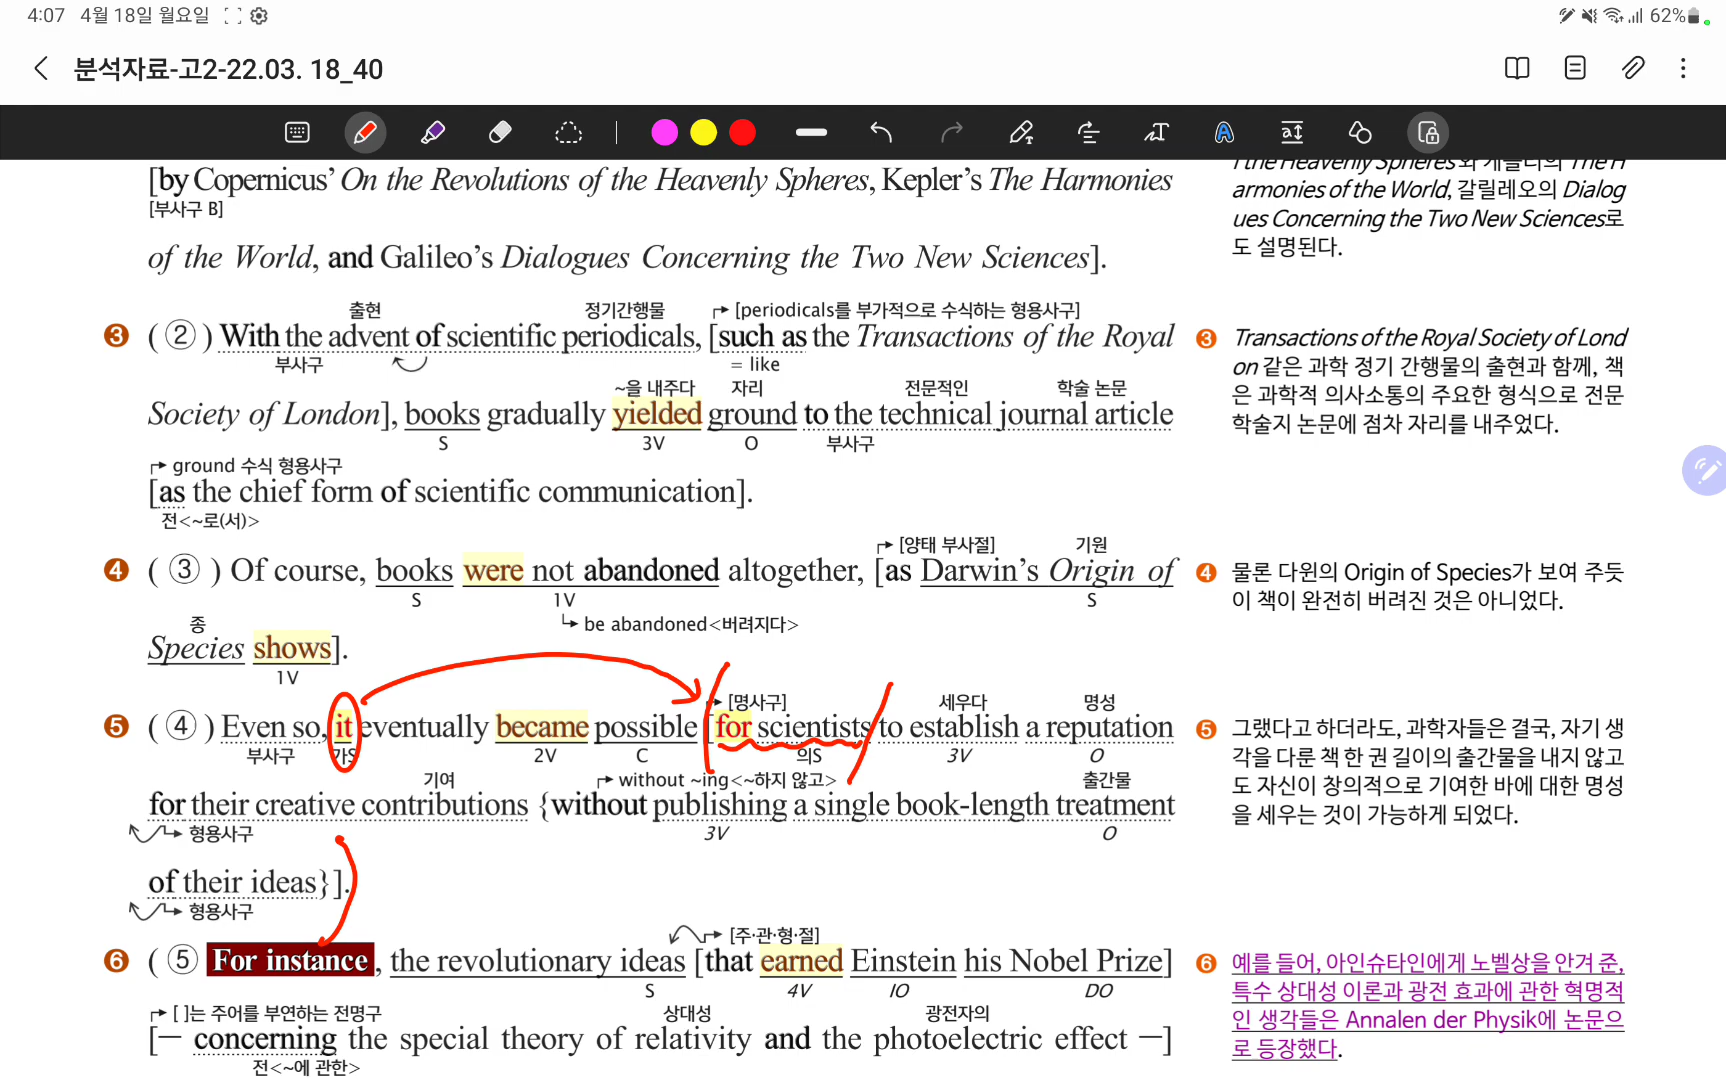 4:07 4월 18일 월요일
62%
분석자료-고2-22.03. 18_40
[by Copernicus’ On the Revolutions of the Heavenly Spheres, Kepler’s The Harmonies
[부사구 B]
of the World, and Galileo’s Dialogues Concerning the Two New Sciences].
f the Heavenly Spheres와 케플러의 The H
armonies of the World, 갈릴레오의 Dialog
ues Concerning the Two New Sciences로
도 설명된다.
출현 정기간행물 [periodicals를 부가적으로 수식하는 형용사구]
❸ ( ② ) With the advent of scientific periodicals, [such as the Transactions of the Royal
부사구 = like
~을 내주다 자리 전문적인 학술 논문
Society of London], books gradually yielded ground to the technical journal article
S 3V O 부사구
ground 수식 형용사구
[as the chief form of scientific communication].
전<~로(서)>
❸ Transactions of the Royal Society of Lond
on 같은 과학 정기 간행물의 출현과 함께, 책
은 과학적 의사소통의 주요한 형식으로 전문
학술지 논문에 점차 자리를 내주었다.
[양태 부사절] 기원
❹ ( ③ ) Of course, books were not abandoned altogether, [as Darwin’s Origin of
S 1V S
종 be abandoned<버려지다>
Species shows].
1V
❹ 물론 다윈의 Origin of Species가 보여 주듯
이 책이 완전히 버려진 것은 아니었다.
[명사구] 세우다 명성
❺ ( ④ ) Even so, it eventually became possible [for scientists to establish a reputation
부사구 가S 2V C 의S 3V O
기여 without ~ing<~하지 않고> 출간물
for their creative contributions {without publishing a single book-length treatment
형용사구 3V O
of their ideas}].
형용사구
❺ 그랬다고 하더라도, 과학자들은 결국, 자기 생
각을 다룬 책 한 권 길이의 출간물을 내지 않고
도 자신이 창의적으로 기여한 바에 대한 명성
을 세우는 것이 가능하게 되었다.
[주·관·형·절]
❻ ( ⑤ For instance , the revolutionary ideas [that earned Einstein his Nobel Prize]
S 4V IO DO
[ ]는 주어를 부연하는 전명구 상대성 광전자의
[— concerning the special theory of relativity and the photoelectric effect —]
전<~에 관한>
❻ 예를 들어, 아인슈타인에게 노벨상을 안겨 준,
특수 상대성 이론과 광전 효과에 관한 혁명적
인 생각들은 Annalen der Physik에 논문으
로 등장했다.